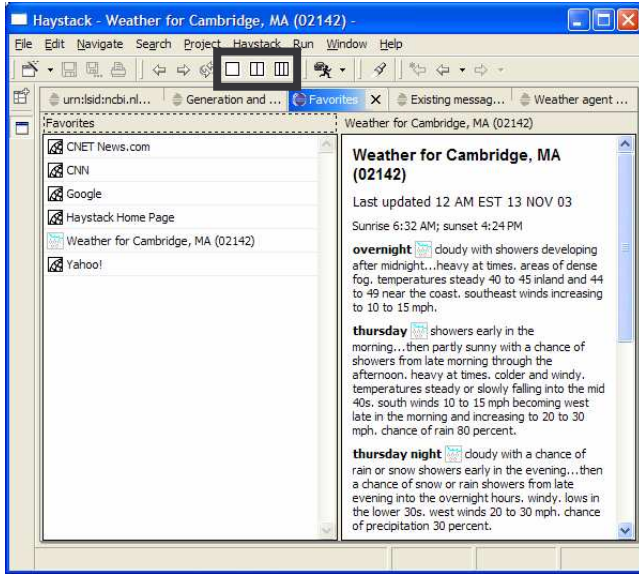 Haystack - Weather for Cambridge, MA (02142) -
File Edit Navigate Search Project Haystack Run Window Help
urn:lsid:ncbi.nl... Generation and ... Favorites Existing messag... Weather agent ...
Favorites
CNET News.com
CNN
Google
Haystack Home Page
Weather for Cambridge, MA (02142)
Yahoo!
Weather for Cambridge, MA (02142)
Weather for Cambridge, MA
(02142)
Last updated 12 AM EST 13 NOV 03
Sunrise 6:32 AM; sunset 4:24 PM
overnight cloudy with showers developing
after midnight...heavy at times. areas of dense
fog. temperatures steady 40 to 45 inland and 44
to 49 near the coast. southeast winds increasing
to 10 to 15 mph.
thursday showers early in the
morning...then partly sunny with a chance of
showers from late morning through the
afternoon. heavy at times. colder and windy.
temperatures steady or slowly falling into the mid
40s. south winds 10 to 15 mph becoming west
late in the morning and increasing to 20 to 30
mph. chance of rain 80 percent.
thursday night cloudy with a chance of
rain or snow showers early in the evening...then
a chance of snow or rain showers from late
evening into the overnight hours. windy. lows in
the lower 30s. west winds 20 to 30 mph. chance
of precipitation 30 percent.